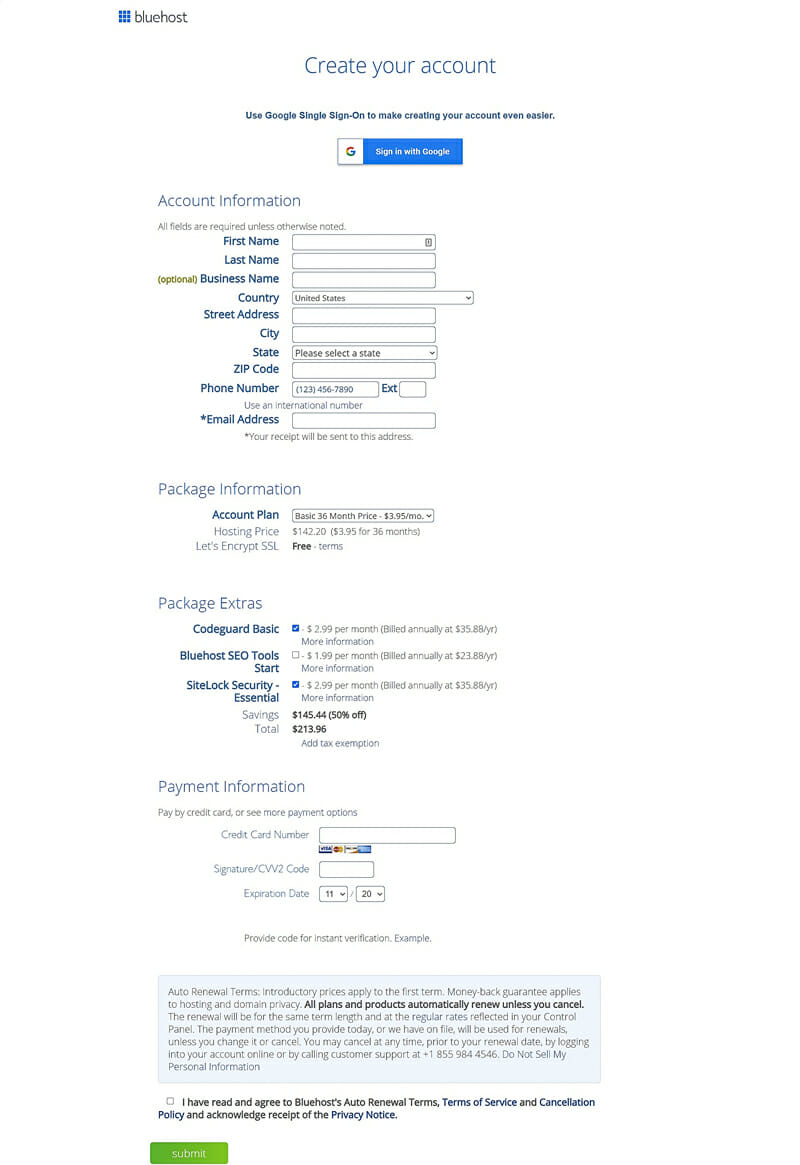 bluehost
Create your account
Use Google Single Sign-On to make creating your account even easier.
G Sign in with Google
Account Information
All fields are required unless otherwise noted.
First Name
Last Name
(optional) Business Name
Country United States
Street Address
City
State Please select a state
ZIP Code
Phone Number (123) 456-7890 Ext
Use an international number
*Email Address
*Your receipt will be sent to this address.
Package Information
Account Plan Basic 36 Month Price - $3.95/mo.
Hosting Price $142.20 ($3.95 for 36 months)
Let's Encrypt SSL Free - terms
Package Extras
Codeguard Basic - $ 2.99 per month (Billed annually at $35.88/yr)
More information
Bluehost SEO Tools - $ 1.99 per month (Billed annually at $23.88/yr)
Start More information
SiteLock Security - - $ 2.99 per month (Billed annually at $35.88/yr)
Essential More information
Savings $145.44 (50% off)
Total $213.96
Add tax exemption
Payment Information
Pay by credit card, or see more payment options
Credit Card Number
VISA
Signature/CVV2 Code
Expiration Date 11 / 20
Provide code for instant verification. Example.
Auto Renewal Terms: Introductory prices apply to the first term. Money-back guarantee applies
to hosting and domain privacy. All plans and products automatically renew unless you cancel.
The renewal will be for the same term length and at the regular rates reflected in your Control
Panel. The payment method you provide today, or we have on file, will be used for renewals,
unless you change it or cancel. You may cancel at any time, prior to your renewal date, by logging
into your account online or by calling customer support at +1 855 984 4546. Do Not Sell My
Personal Information
I have read and agree to Bluehost's Auto Renewal Terms, Terms of Service and Cancellation
Policy and acknowledge receipt of the Privacy Notice.
submit